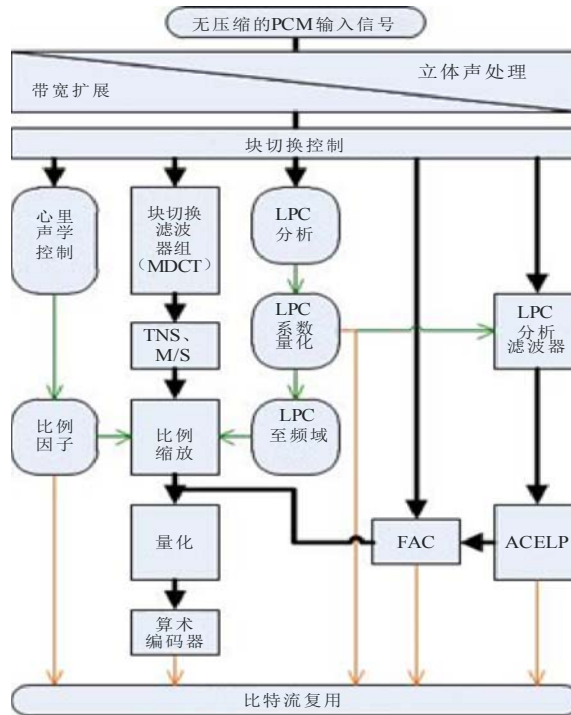 无压缩的PCM输入信号
立体声处理
带宽扩展
块切换控制
心里
声学
控制
块切换
滤波
器组
（MDCT）
LPC
分析
TNS、
M/S
LPC
系数
量化
LPC
分析
滤波器
比例
因子
比例
缩放
LPC
至频域
量化
FAC
ACELP
算术
编码器
比特流复用